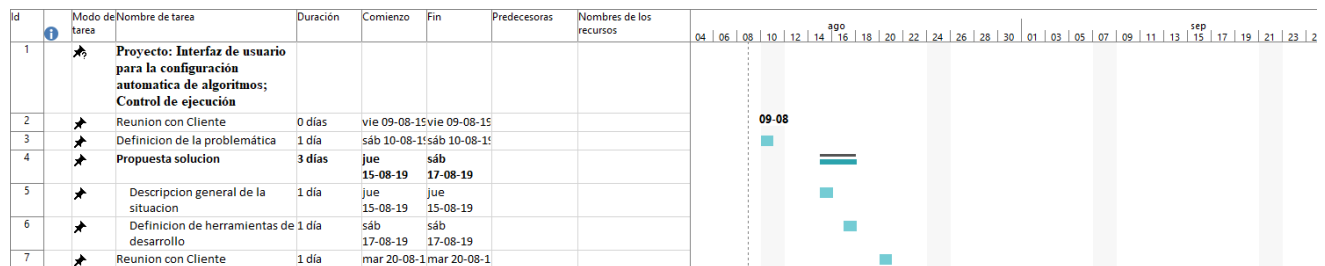 Id
Modo de tarea
Nombre de tarea
Duración
Comienzo
Fin
Predecesoras
Nombres de los recursos
ago
sep
04 06 08 10 12 14 16 18 20 22 24 26 28 30 01 03 05 07 09 11 13 15 17 19 21 23 2
1
Proyecto: Interfaz de usuario
para la configuración
automatica de algoritmos;
Control de ejecución
2 Reunion con Cliente 0 días vie 09-08-19 vie 09-08-19
09-08
3 Definicion de la problemática 1 día sáb 10-08-19 sáb 10-08-19
4 Propuesta solucion 3 días jue 15-08-19 sáb 17-08-19
5 Descripcion general de la situacion 1 día jue 15-08-19 jue 15-08-19
6 Definicion de herramientas de desarrollo 1 día sáb 17-08-19 sáb 17-08-19
7 Reunion con Cliente 1 día mar 20-08-1 mar 20-08-1